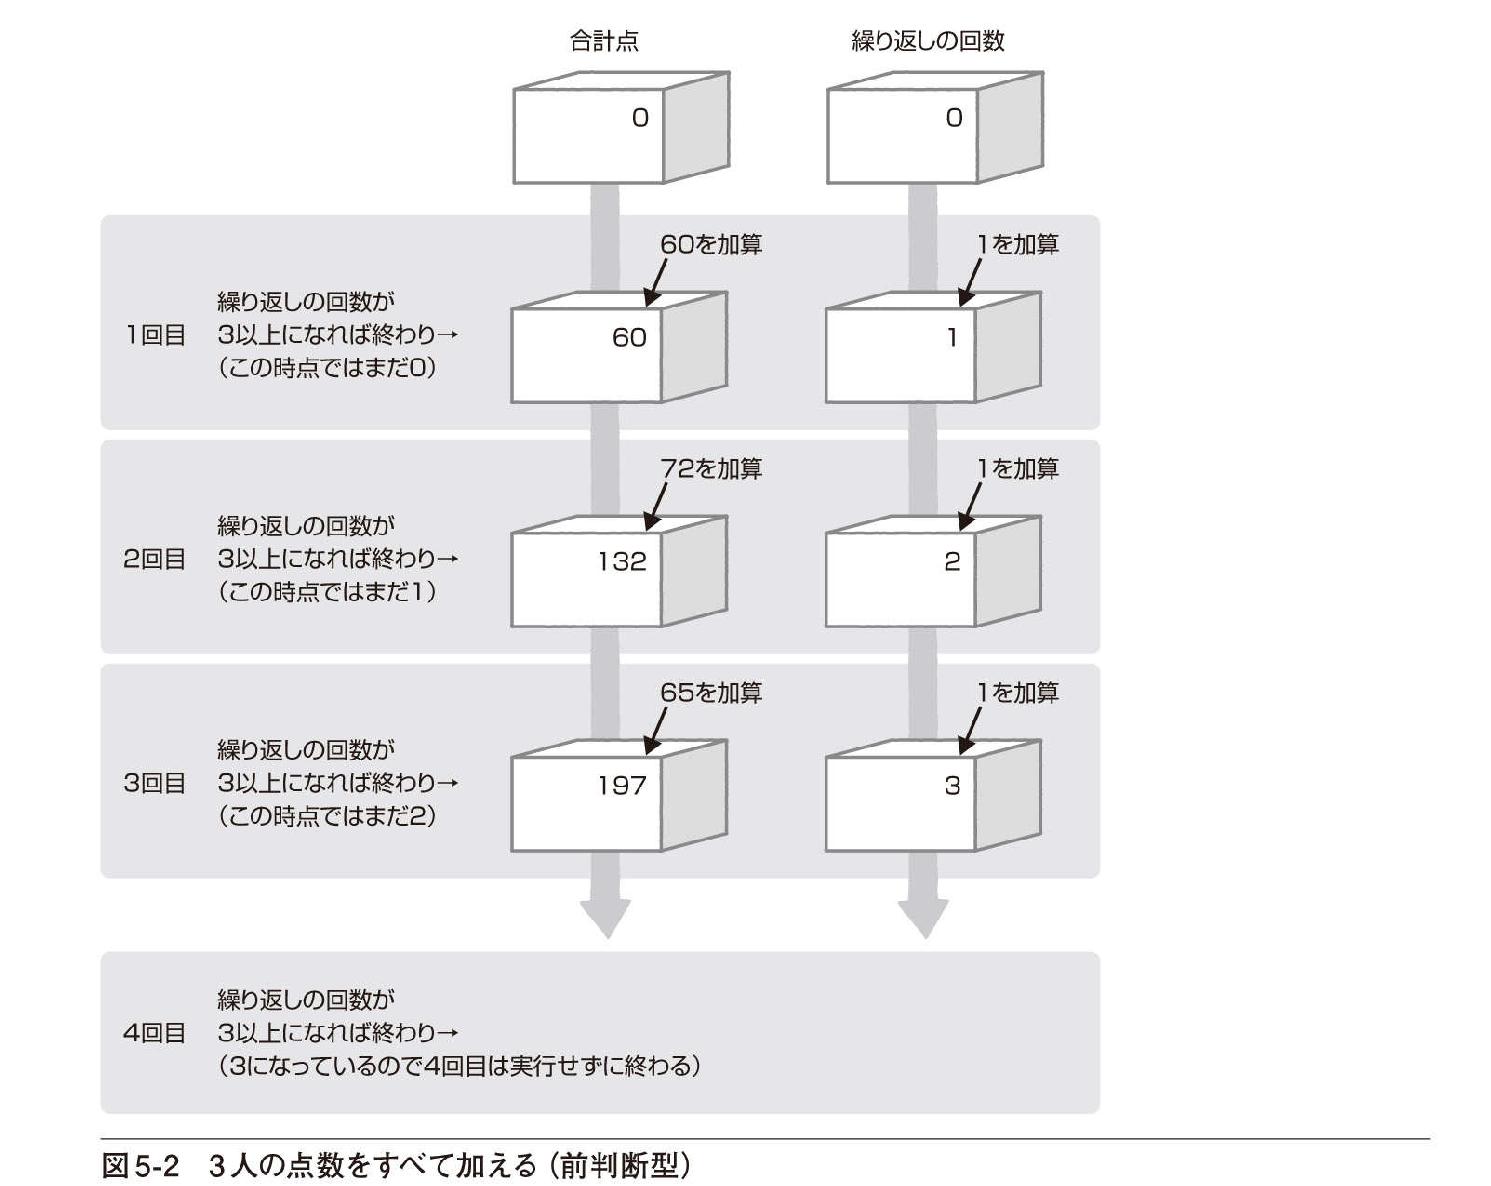 合計点
繰り返しの回数
0
0
60を加算
1を加算
1回目
繰り返しの回数が
3以上になれば終わり→
（この時点ではまだ0）
60
1
72を加算
1を加算
2回目
繰り返しの回数が
3以上になれば終わり→
（この時点ではまだ1）
132
2
65を加算
1を加算
3回目
繰り返しの回数が
3以上になれば終わり→
（この時点ではまだ2）
197
3
4回目
繰り返しの回数が
3以上になれば終わり→
（3になっているので4回目は実行せずに終わる）
図5-2　3人の点数をすべて加える（前判断型）